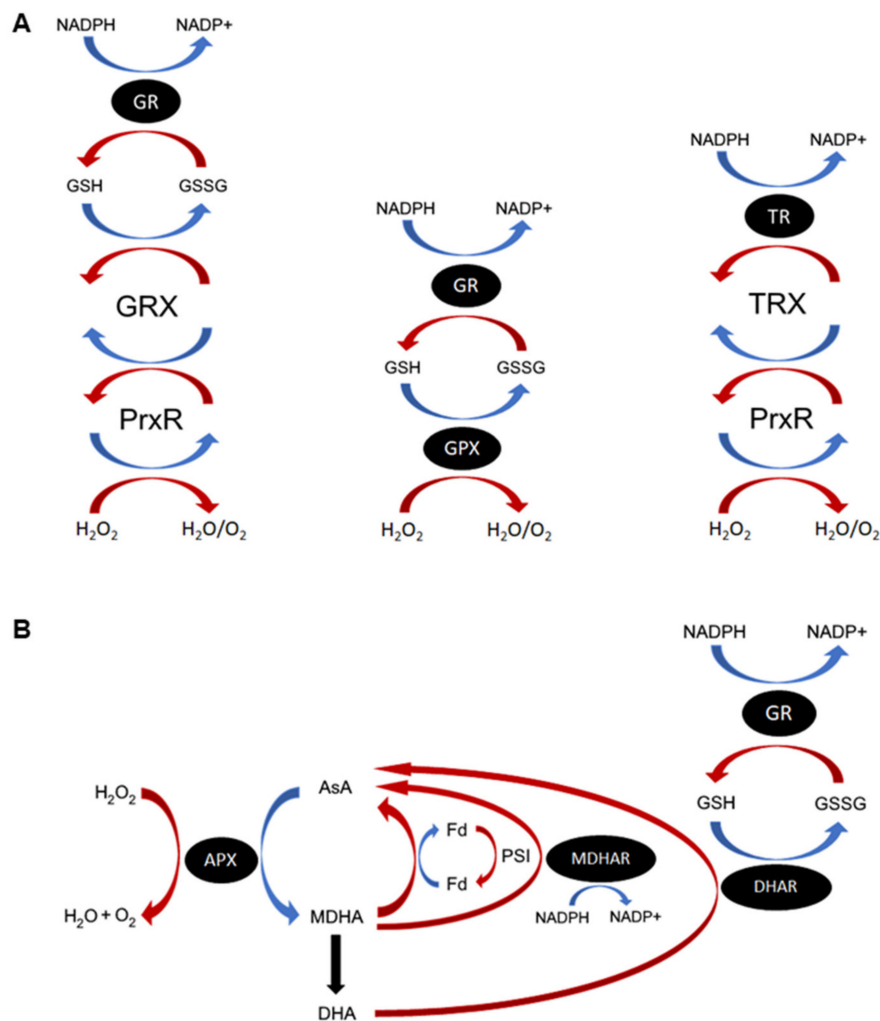 A
NADPH NADP+
GR
GSH GSSG
GRX
PrxR
H₂O₂ H₂O/O₂
NADPH NADP+
GR
GSH GSSG
GPX
H₂O₂ H₂O/O₂
NADPH NADP+
TR
TRX
PrxR
H₂O₂ H₂O/O₂
B
H₂O₂
APX
H₂O + O₂
AsA
MDHA
DHA
Fd
PSI
Fd
MDHAR
NADPH NADP+
NADPH NADP+
GR
GSH GSSG
DHAR